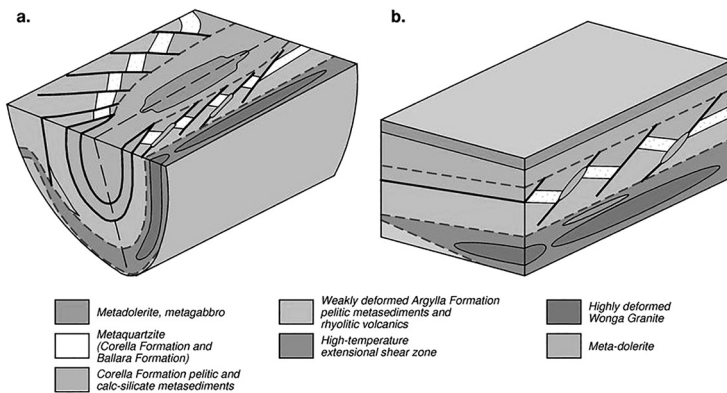 a.
b.
Metadolerite, metagabbro
Metaquartzite
(Corella Formation and
Ballara Formation)
Corella Formation pelitic and
calc-silicate metasediments
Weakly deformed Argylla Formation
pelitic metasediments and
rhyolitic volcanics
High-temperature
extensional shear zone
Highly deformed
Wonga Granite
Meta-dolerite